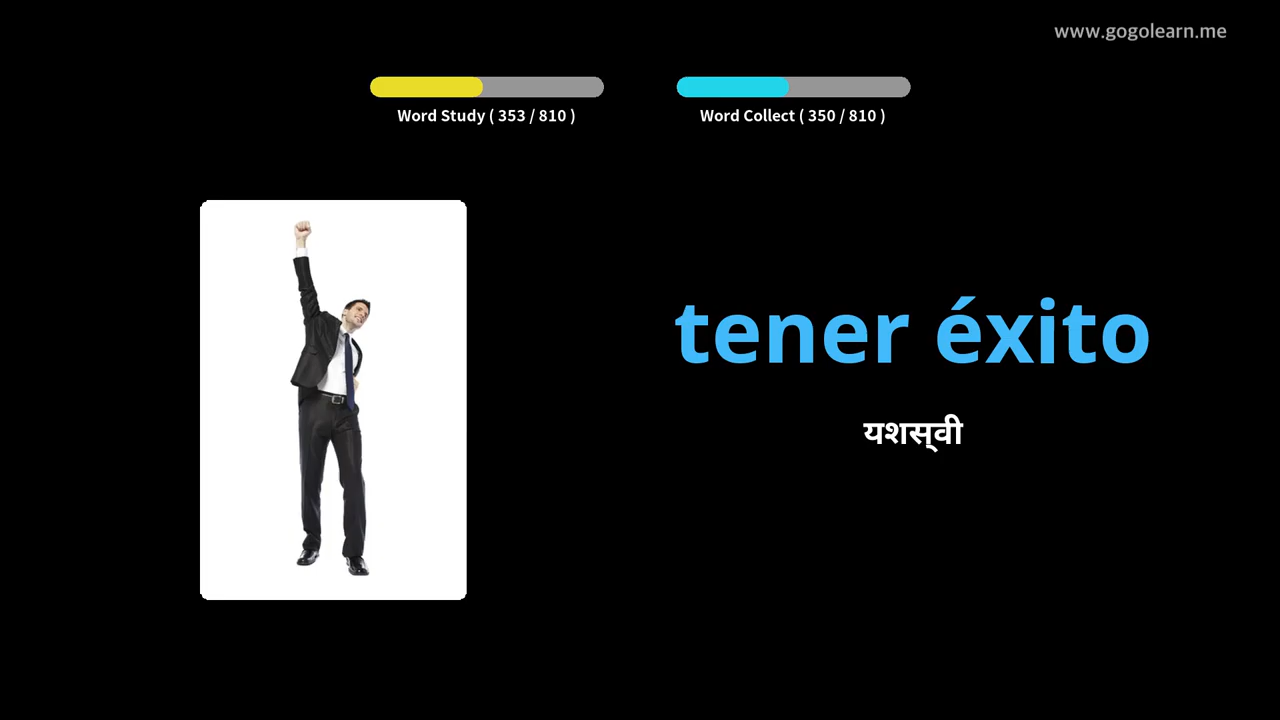 www.gogolearn.me
Word Study ( 353 / 810 )
Word Collect ( 350 / 810 )
tener éxito
यशस्वी